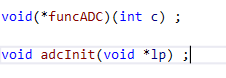 void(*funcADC)(int c) ;
void adcInit(void *lp) ;